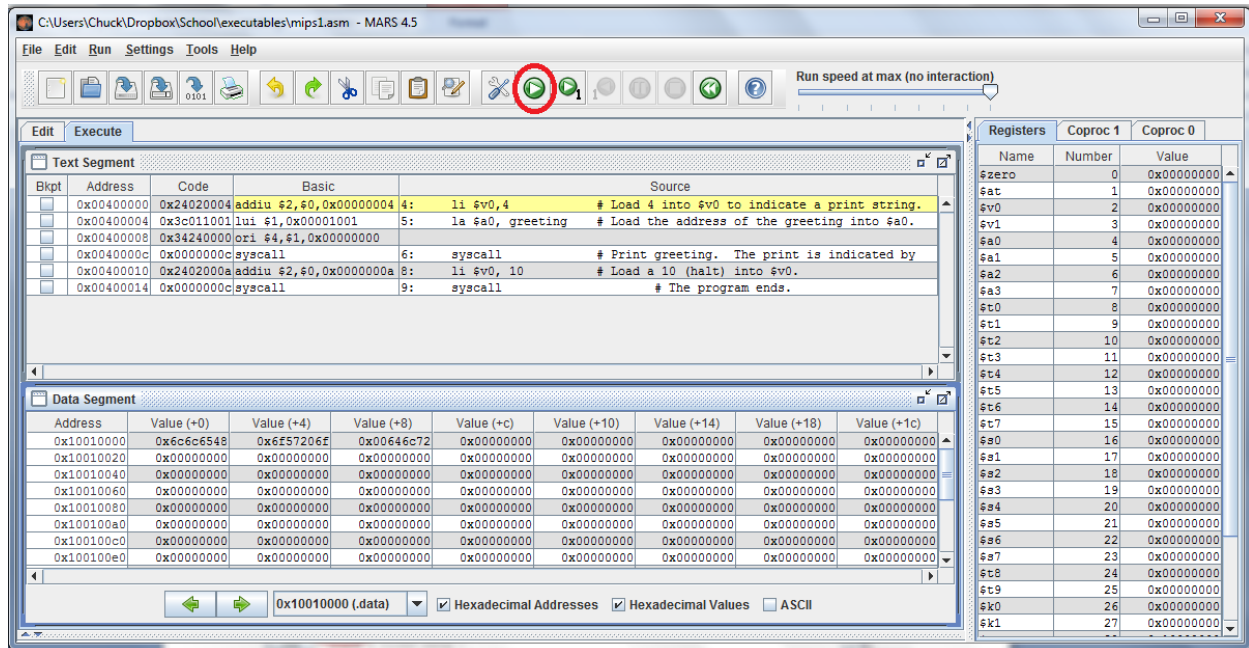 C:\Users\Chuck\Dropbox\School\executables\mips1.asm - MARS 4.5
File Edit Run Settings Tools Help
Run speed at max (no interaction)
Edit Execute
Text Segment
Bkpt Address Code Basic Source
0x00400000 0x24020004 addiu $2,$0,0x00000004 4: li $v0,4 # Load 4 into $v0 to indicate a print string.
0x00400004 0x3c011001 lui $1,0x00001001 5: la $a0, greeting # Load the address of the greeting into $a0.
0x00400008 0x34240000 ori $4,$1,0x00000000
0x0040000c 0x0000000c syscall 6: syscall # Print greeting. The print is indicated by
0x00400010 0x2402000a addiu $2,$0,0x0000000a 8: li $v0, 10 # Load a 10 (halt) into $v0.
0x00400014 0x0000000c syscall 9: syscall # The program ends.
Data Segment
Address Value (+0) Value (+4) Value (+8) Value (+c) Value (+10) Value (+14) Value (+18) Value (+1c)
0x10010000 0x6c6c6548 0x6f57206f 0x00646c72 0x00000000 0x00000000 0x00000000 0x00000000 0x00000000
0x10010020 0x00000000 0x00000000 0x00000000 0x00000000 0x00000000 0x00000000 0x00000000 0x00000000
0x10010040 0x00000000 0x00000000 0x00000000 0x00000000 0x00000000 0x00000000 0x00000000 0x00000000
0x10010060 0x00000000 0x00000000 0x00000000 0x00000000 0x00000000 0x00000000 0x00000000 0x00000000
0x10010080 0x00000000 0x00000000 0x00000000 0x00000000 0x00000000 0x00000000 0x00000000 0x00000000
0x100100a0 0x00000000 0x00000000 0x00000000 0x00000000 0x00000000 0x00000000 0x00000000 0x00000000
0x100100c0 0x00000000 0x00000000 0x00000000 0x00000000 0x00000000 0x00000000 0x00000000 0x00000000
0x100100e0 0x00000000 0x00000000 0x00000000 0x00000000 0x00000000 0x00000000 0x00000000 0x00000000
0x10010000 (.data) Hexadecimal Addresses Hexadecimal Values ASCII
Registers Coproc 1 Coproc 0
Name Number Value
$zero 0 0x00000000
$at 1 0x00000000
$v0 2 0x00000000
$v1 3 0x00000000
$a0 4 0x00000000
$a1 5 0x00000000
$a2 6 0x00000000
$a3 7 0x00000000
$t0 8 0x00000000
$t1 9 0x00000000
$t2 10 0x00000000
$t3 11 0x00000000
$t4 12 0x00000000
$t5 13 0x00000000
$t6 14 0x00000000
$t7 15 0x00000000
$s0 16 0x00000000
$s1 17 0x00000000
$s2 18 0x00000000
$s3 19 0x00000000
$s4 20 0x00000000
$s5 21 0x00000000
$s6 22 0x00000000
$s7 23 0x00000000
$t8 24 0x00000000
$t9 25 0x00000000
$k0 26 0x00000000
$k1 27 0x00000000